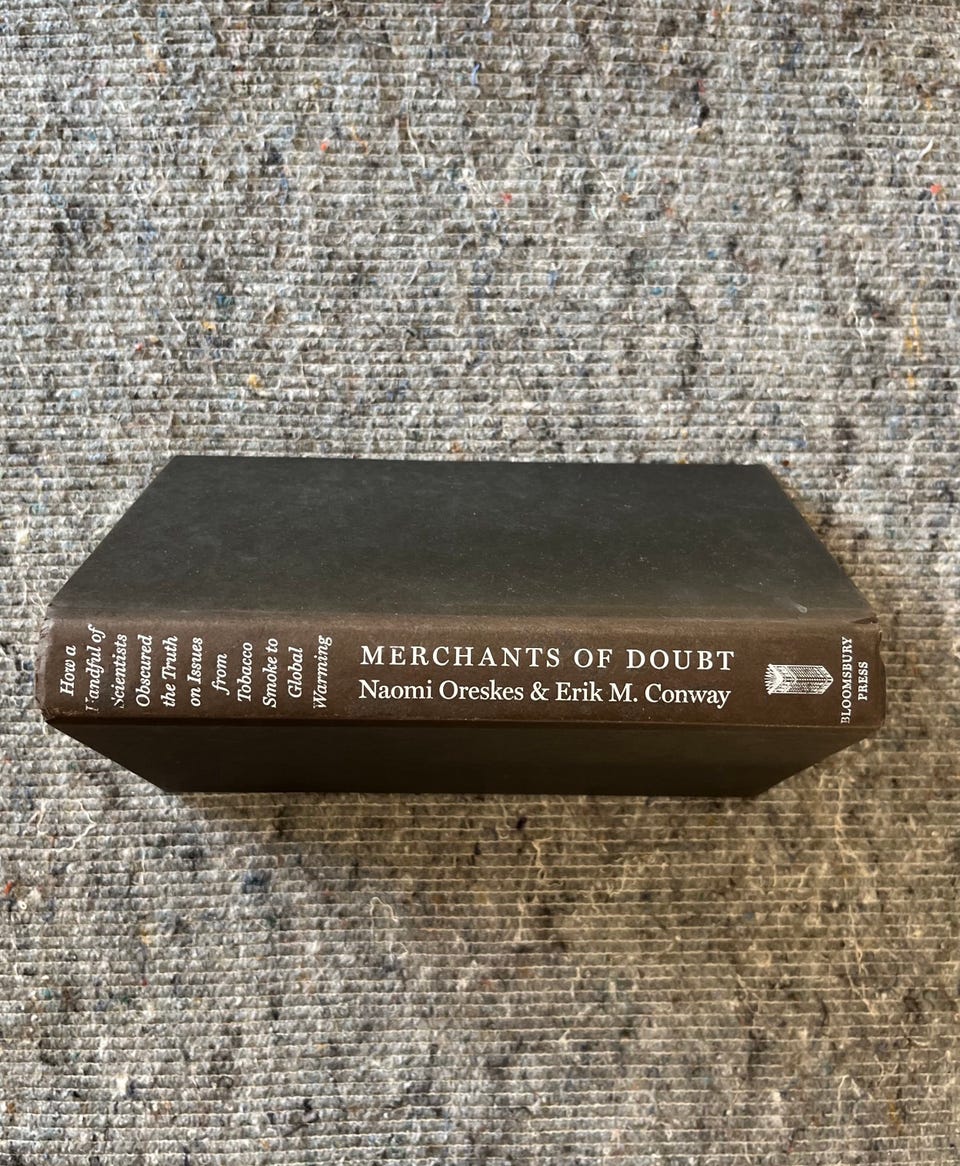 How a
Handful of
Scientists
Obscured
the Truth
on Issues
from
Tobacco
Smoke to
Global
Warming
MERCHANTS OF DOUBT
Naomi Oreskes & Erik M. Conway
BLOOMSBURY
PRESS